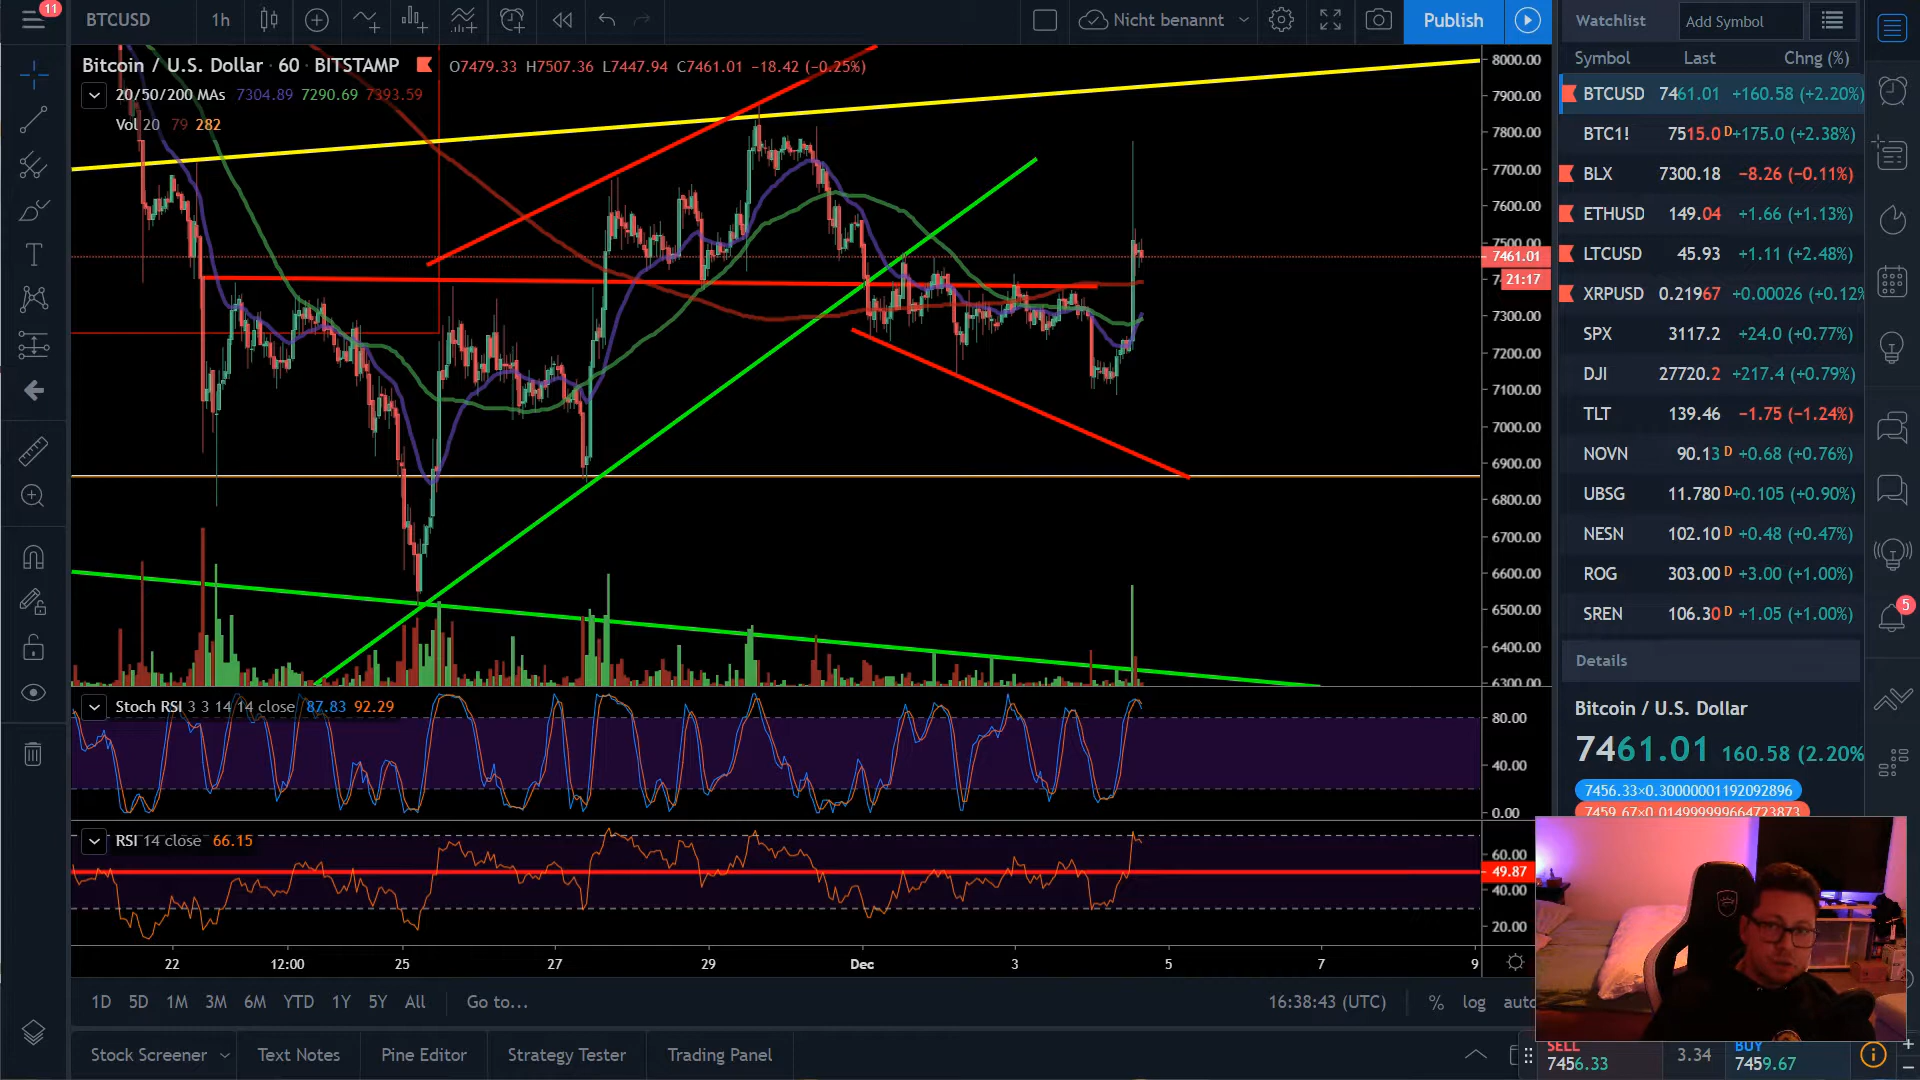 11
BTCUSD
1h
Nicht benannt
Publish
Watchlist
Add Symbol
Bitcoin / U.S. Dollar · 60 · BITSTAMP
O7479.33 H7507.36 L7447.94 C7461.01 −18.42 (−0.25%)
20/50/200 MAs 7304.89 7290.69 7393.59
Vol 20 79 282
8000.00
7900.00
7800.00
7700.00
7600.00
7500.00
7461.01
21:17
7300.00
7200.00
7100.00
7000.00
6900.00
6800.00
6700.00
6600.00
6500.00
6400.00
6300.00
Stoch RSI 3 3 14 14 close 87.83 92.29
80.00
40.00
0.00
RSI 14 close 66.15
60.00
49.87
40.00
20.00
22 12:00 25 27 29 Dec 3 5 7 9
1D 5D 1M 3M 6M YTD 1Y 5Y All Go to...
16:38:43 (UTC) % log auto
Stock Screener Text Notes Pine Editor Strategy Tester Trading Panel
Symbol Last Chng (%)
BTCUSD 7461.01 +160.58 (+2.20%)
BTC1! 7515.0 D +175.0 (+2.38%)
BLX 7300.18 −8.26 (−0.11%)
ETHUSD 149.04 +1.66 (+1.13%)
LTCUSD 45.93 +1.11 (+2.48%)
XRPUSD 0.21967 +0.00026 (+0.12%
SPX 3117.2 +24.0 (+0.77%)
DJI 27720.2 +217.4 (+0.79%)
TLT 139.46 −1.75 (−1.24%)
NOVN 90.13 D +0.68 (+0.76%)
UBSG 11.780 D +0.105 (+0.90%)
NESN 102.10 D +0.48 (+0.47%)
ROG 303.00 D +3.00 (+1.00%)
SREN 106.30 D +1.05 (+1.00%)
5
Details
Bitcoin / U.S. Dollar
7461.01 160.58 (2.20%
7456.33×0.30000001192092896
7459.67×0.014999999664723873
SELL
7456.33
3.34
BUY
7459.67